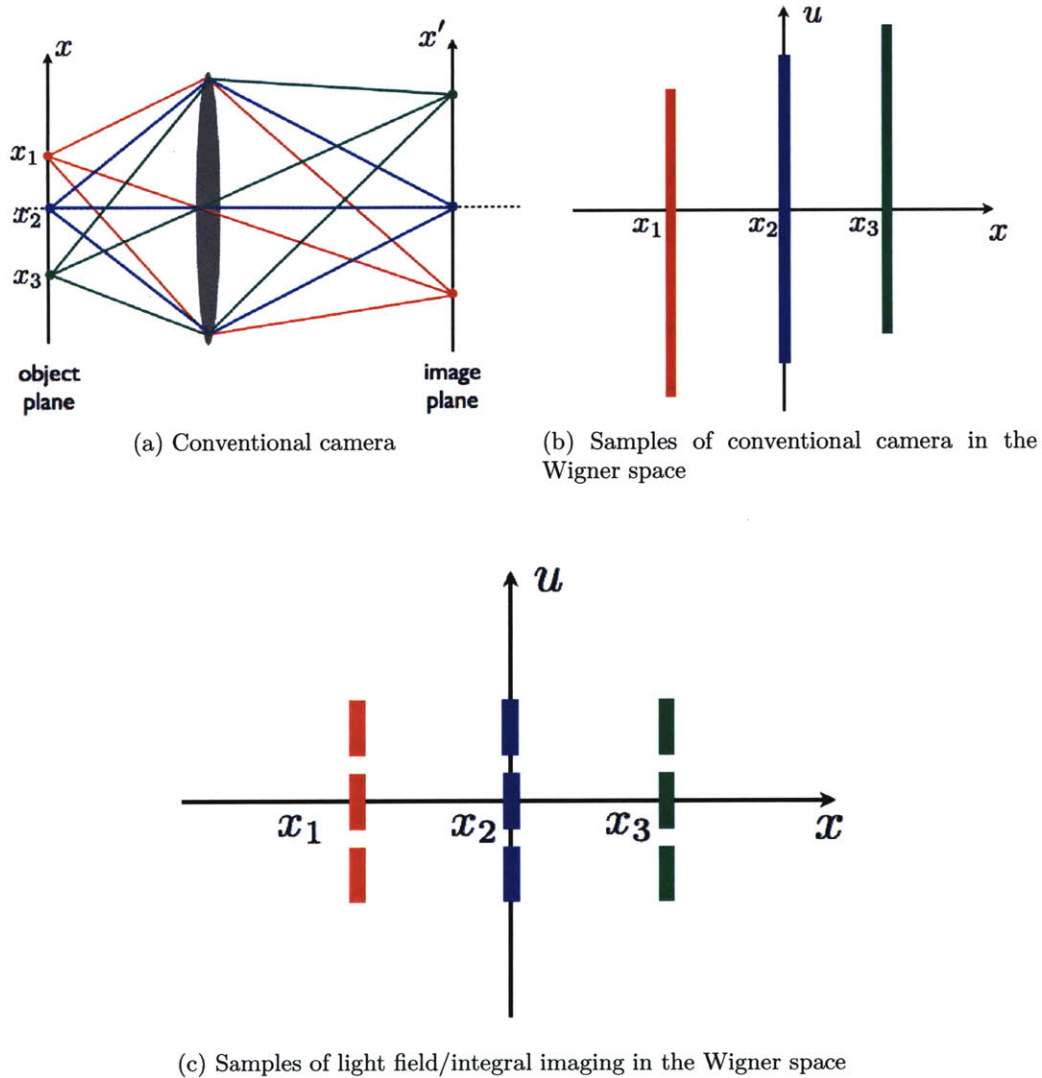 x
x′
x₁
x₂
x₃
object
plane
image
plane
(a) Conventional camera
u
x₁
x₂
x₃
x
(b) Samples of conventional camera in the
Wigner space
u
x₁
x₂
x₃
x
(c) Samples of light field/integral imaging in the Wigner space